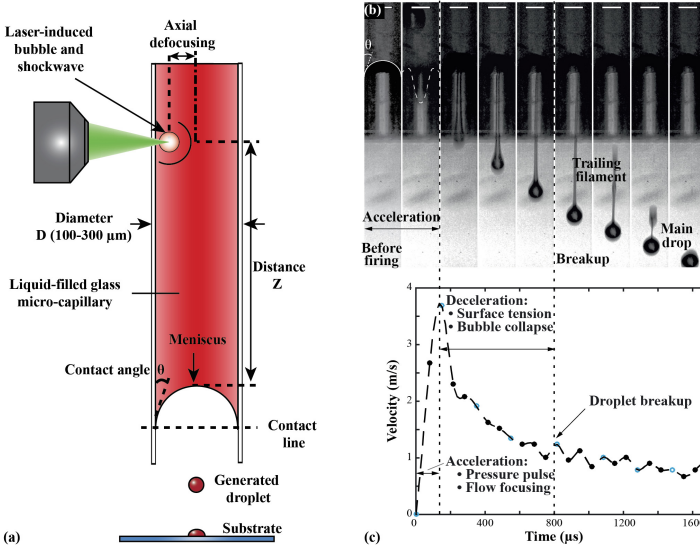 Axial
defocusing
Laser-induced
bubble and
shockwave
Diameter
D (100-300 µm)
Distance
Z
Liquid-filled glass
micro-capillary
Meniscus
Contact angle θ
Contact
line
Generated
droplet
Substrate
(a)
(b)
θ
Acceleration
Before
firing
Trailing
filament
Main
drop
Breakup
Deceleration:
• Surface tension
• Bubble collapse
Droplet breakup
Acceleration:
• Pressure pulse
• Flow focusing
Velocity (m/s)
4
3
2
1
0
0 400 800 1200 1600
Time (µs)
(c)